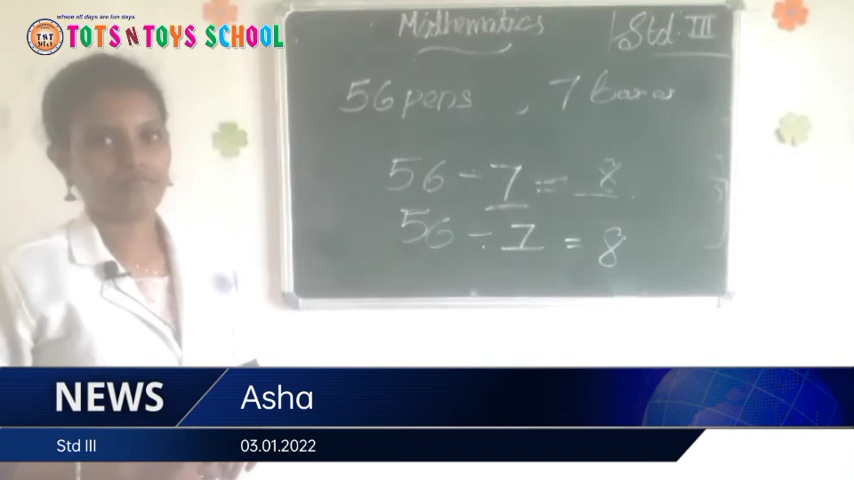 where all days are fun days
TOTS N TOYS SCHOOL
TNT
Mathematics
Std. III
56 pens , 7 boxes
56 - 7 = 8
56 ÷ 7 = 8
NEWS
Asha
Std III
03.01.2022